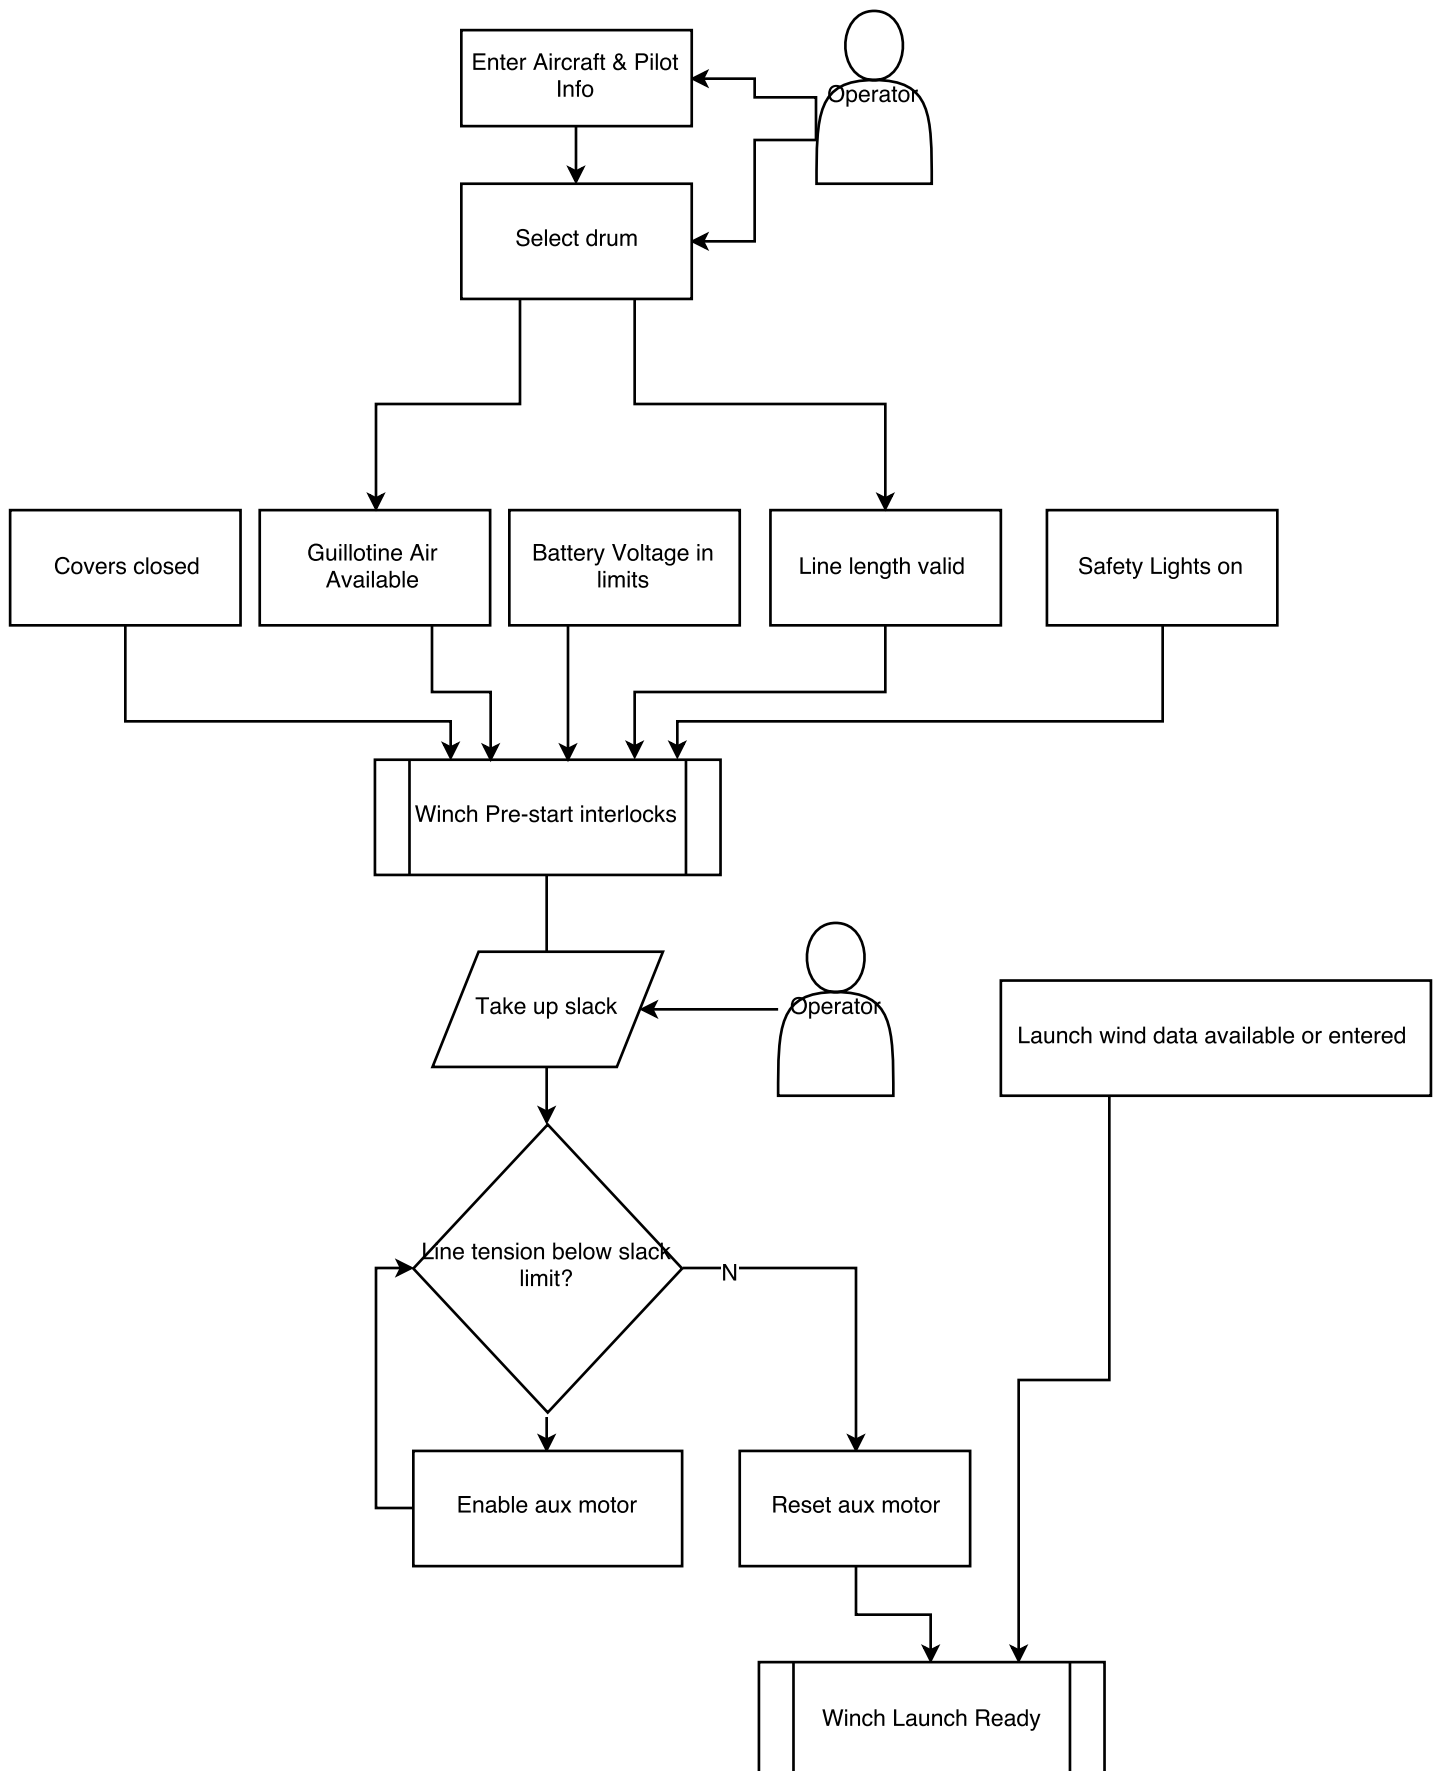 Enter Aircraft & Pilot
Info
Operator
Select drum
Covers closed
Guillotine Air
Available
Battery Voltage in
limits
Line length valid
Safety Lights on
Winch Pre-start interlocks
Take up slack
Operator
Launch wind data available or entered
Line tension below slack
limit?
N
Enable aux motor
Reset aux motor
Winch Launch Ready